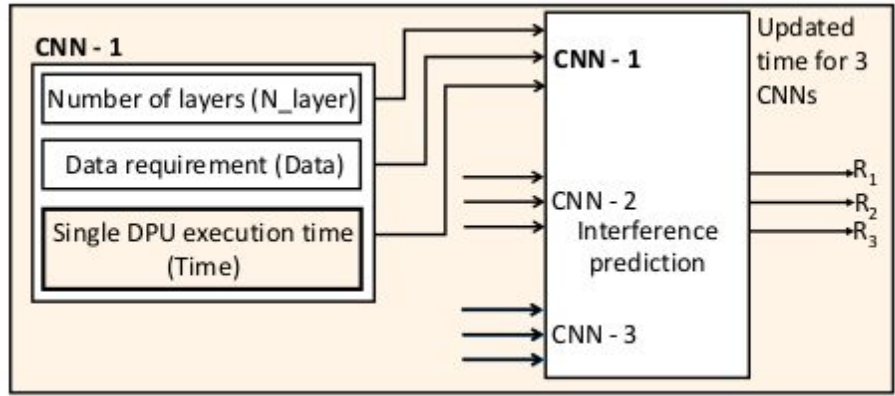 CNN - 1
Number of layers (N_layer)
Data requirement (Data)
Single DPU execution time
(Time)
CNN - 1
CNN - 2
Interference
prediction
CNN - 3
Updated
time for 3
CNNs
R1
R2
R3